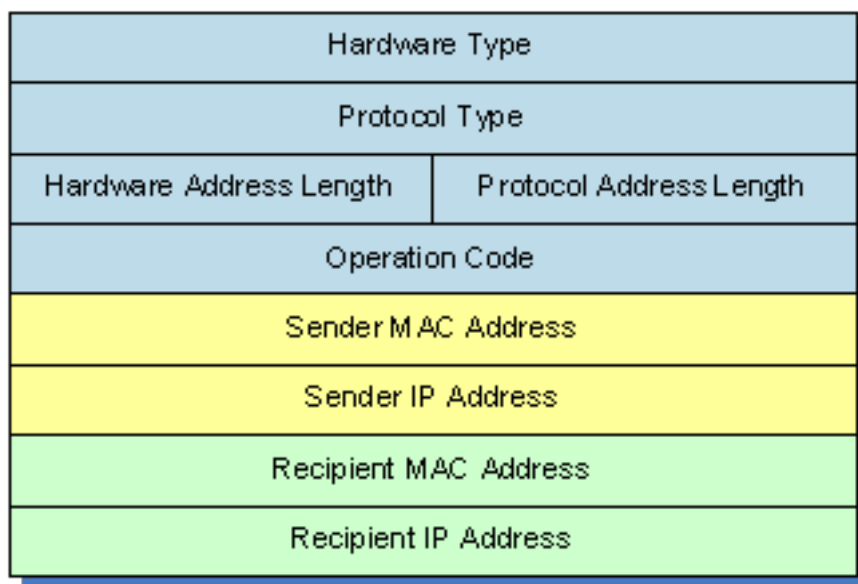 Hardware Type
Protocol Type
Hardware Address Length
Protocol Address Length
Operation Code
Sender MAC Address
Sender IP Address
Recipient MAC Address
Recipient IP Address